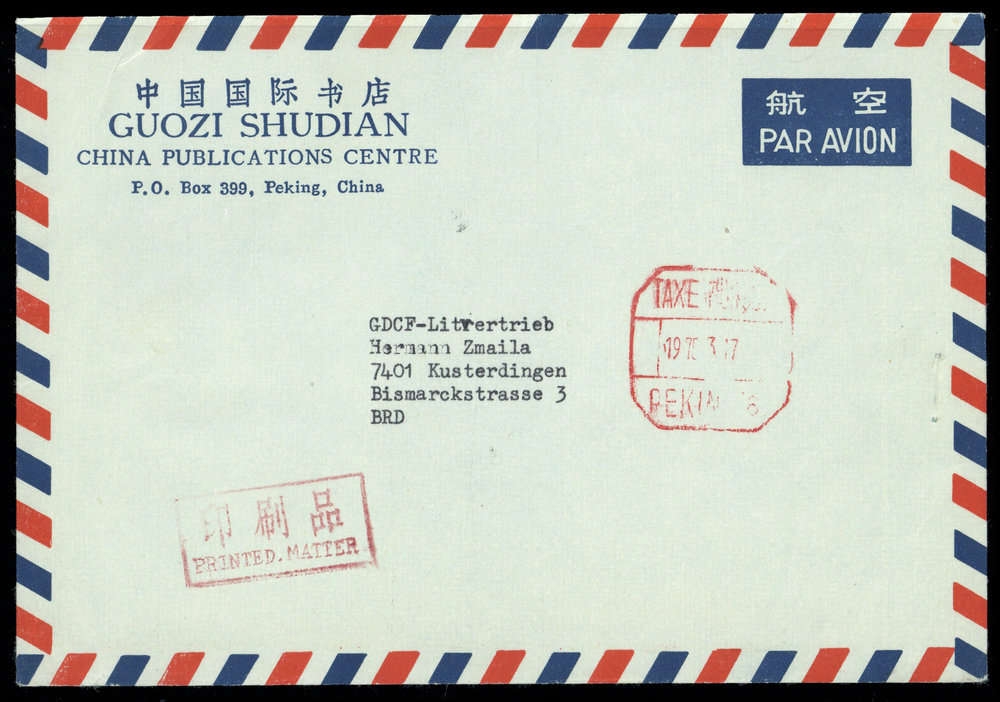 中国国际书店
GUOZI SHUDIAN
CHINA PUBLICATIONS CENTRE
P.O. Box 399, Peking, China
航空
PAR AVION
TAXE
GDCF-Litvertrieb
Hermann Zmaila
7401 Kusterdingen
Bismarckstrasse 3
BRD
印刷品
PRINTED.MATTER